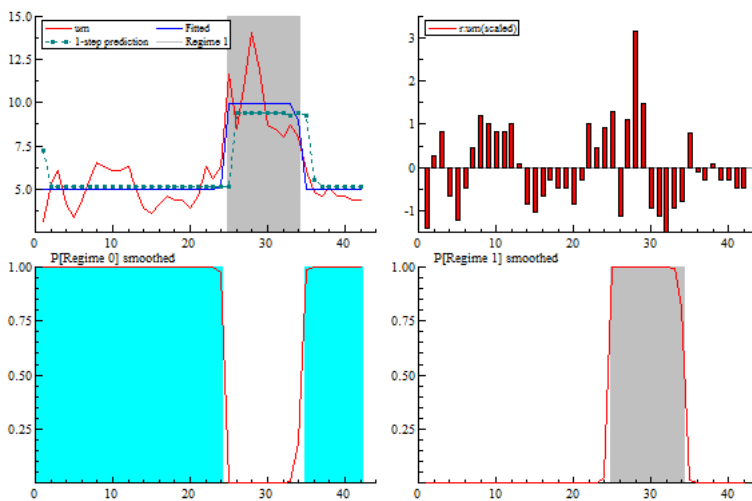 15.0
urn Fitted
1-step prediction Regime 1
12.5
10.0
7.5
5.0
0 10 20 30 40
r:urn(scaled)
3
2
1
0
-1
0 10 20 30 40
P[Regime 0] smoothed
1.00
0.75
0.50
0.25
0 10 20 30 40
P[Regime 1] smoothed
1.00
0.75
0.50
0.25
0 10 20 30 40